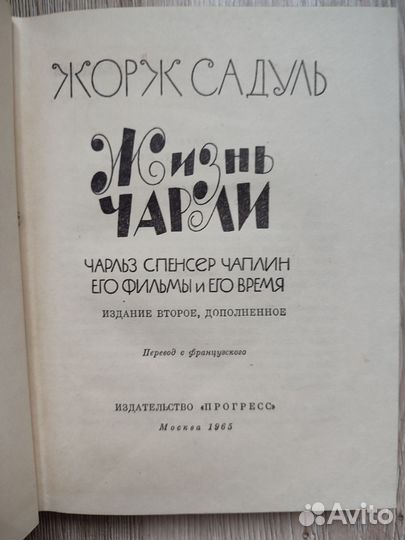 ЖОРЖ САДУЛЬ
Жизнь
ЧАРЛИ
ЧАРЛЬЗ СПЕНСЕР ЧАПЛИН
ЕГО ФИЛЬМЫ и ЕГО ВРЕМЯ
ИЗДАНИЕ ВТОРОЕ, ДОПОЛНЕННОЕ
Перевод с французского
ИЗДАТЕЛЬСТВО «ПРОГРЕСС»
Москва 1965
Avito